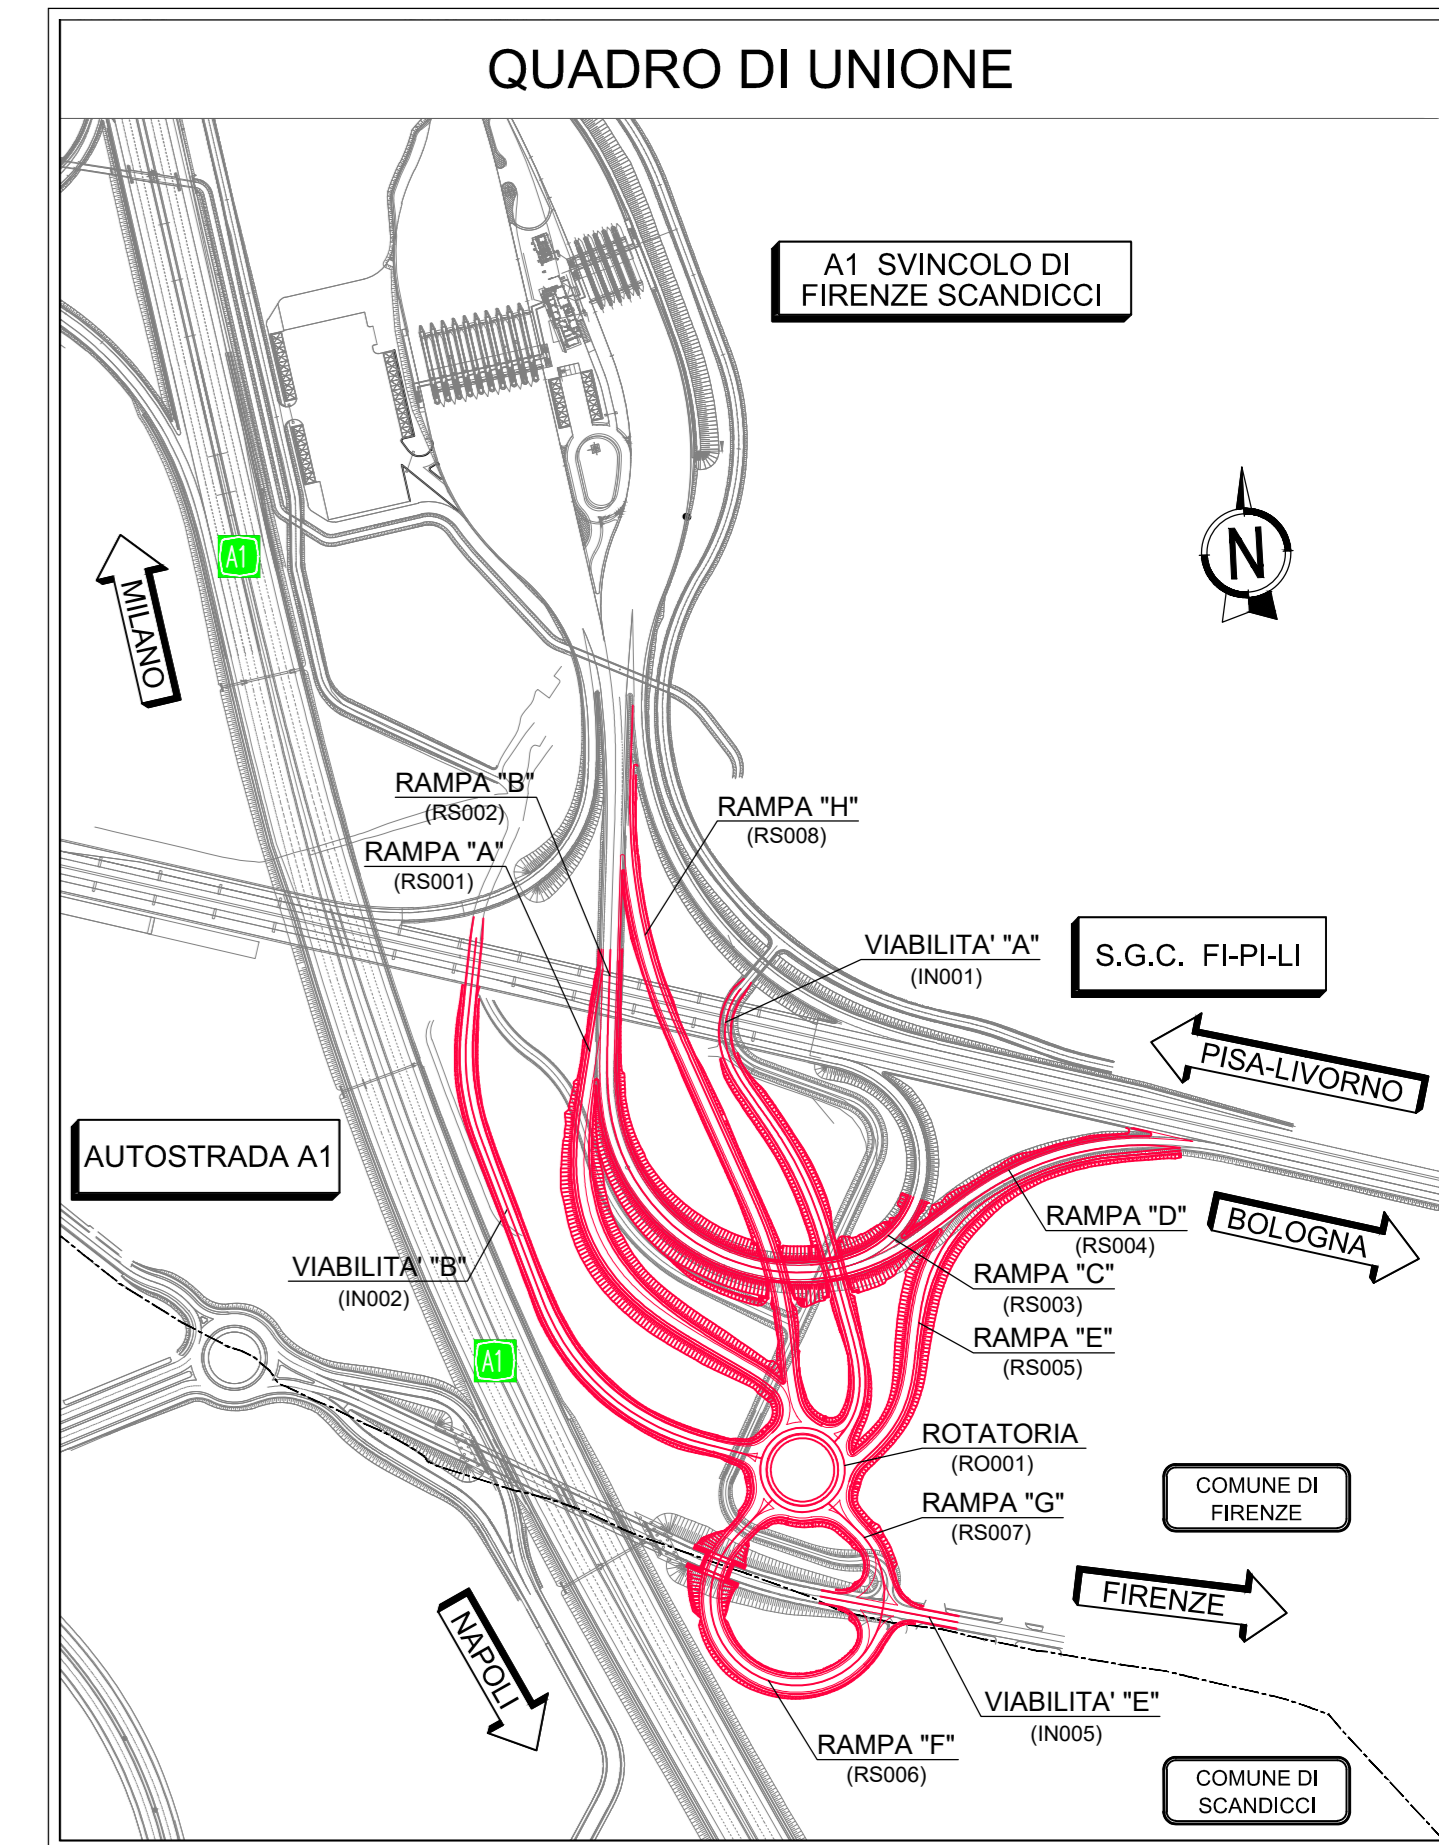 QUADRO DI UNIONE
A1 SVINCOLO DI
FIRENZE SCANDICCI
N
A1
MILANO
RAMPA "B"
(RS002)
RAMPA "H"
(RS008)
RAMPA "A"
(RS001)
VIABILITA' "A"
(IN001)
S.G.C. FI-PI-LI
PISA-LIVORNO
AUTOSTRADA A1
RAMPA "D"
(RS004)
BOLOGNA
VIABILITA' "B"
(IN002)
RAMPA "C"
(RS003)
RAMPA "E"
(RS005)
A1
ROTATORIA
(RO001)
COMUNE DI
FIRENZE
RAMPA "G"
(RS007)
FIRENZE
NAPOLI
VIABILITA' "E"
(IN005)
RAMPA "F"
(RS006)
COMUNE DI
SCANDICCI